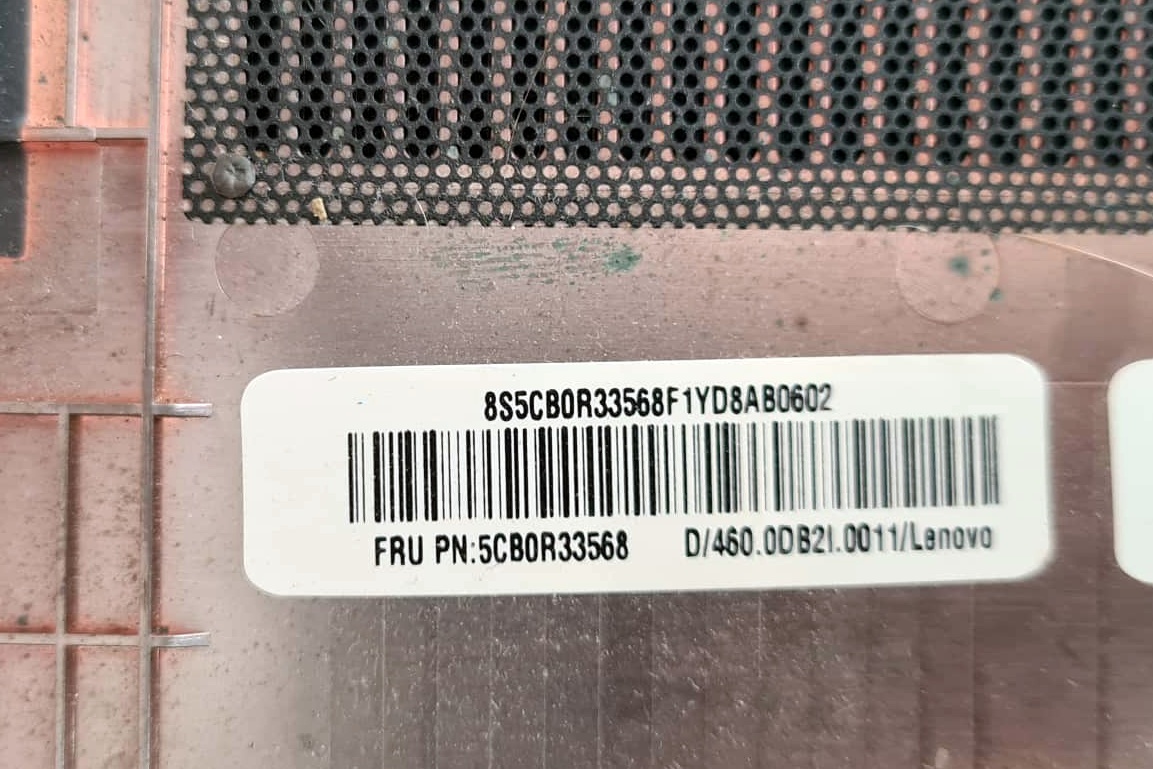 8S5CB0R33568F1YD8AB0602
FRU PN:5CB0R33568 D/460.0DB2I.0011/Lenovo